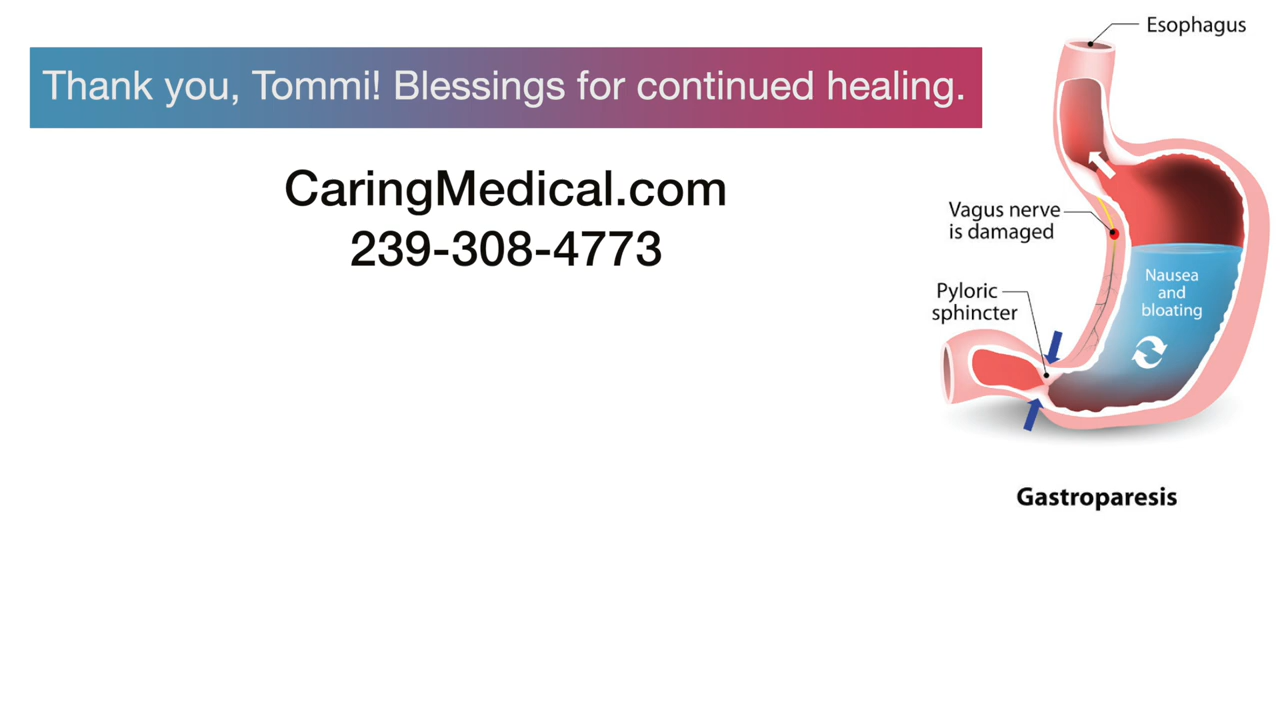 Thank you, Tommi! Blessings for continued healing.
CaringMedical.com
239-308-4773
Esophagus
Vagus nerve
is damaged
Pyloric
sphincter
Nausea
and
bloating
Gastroparesis